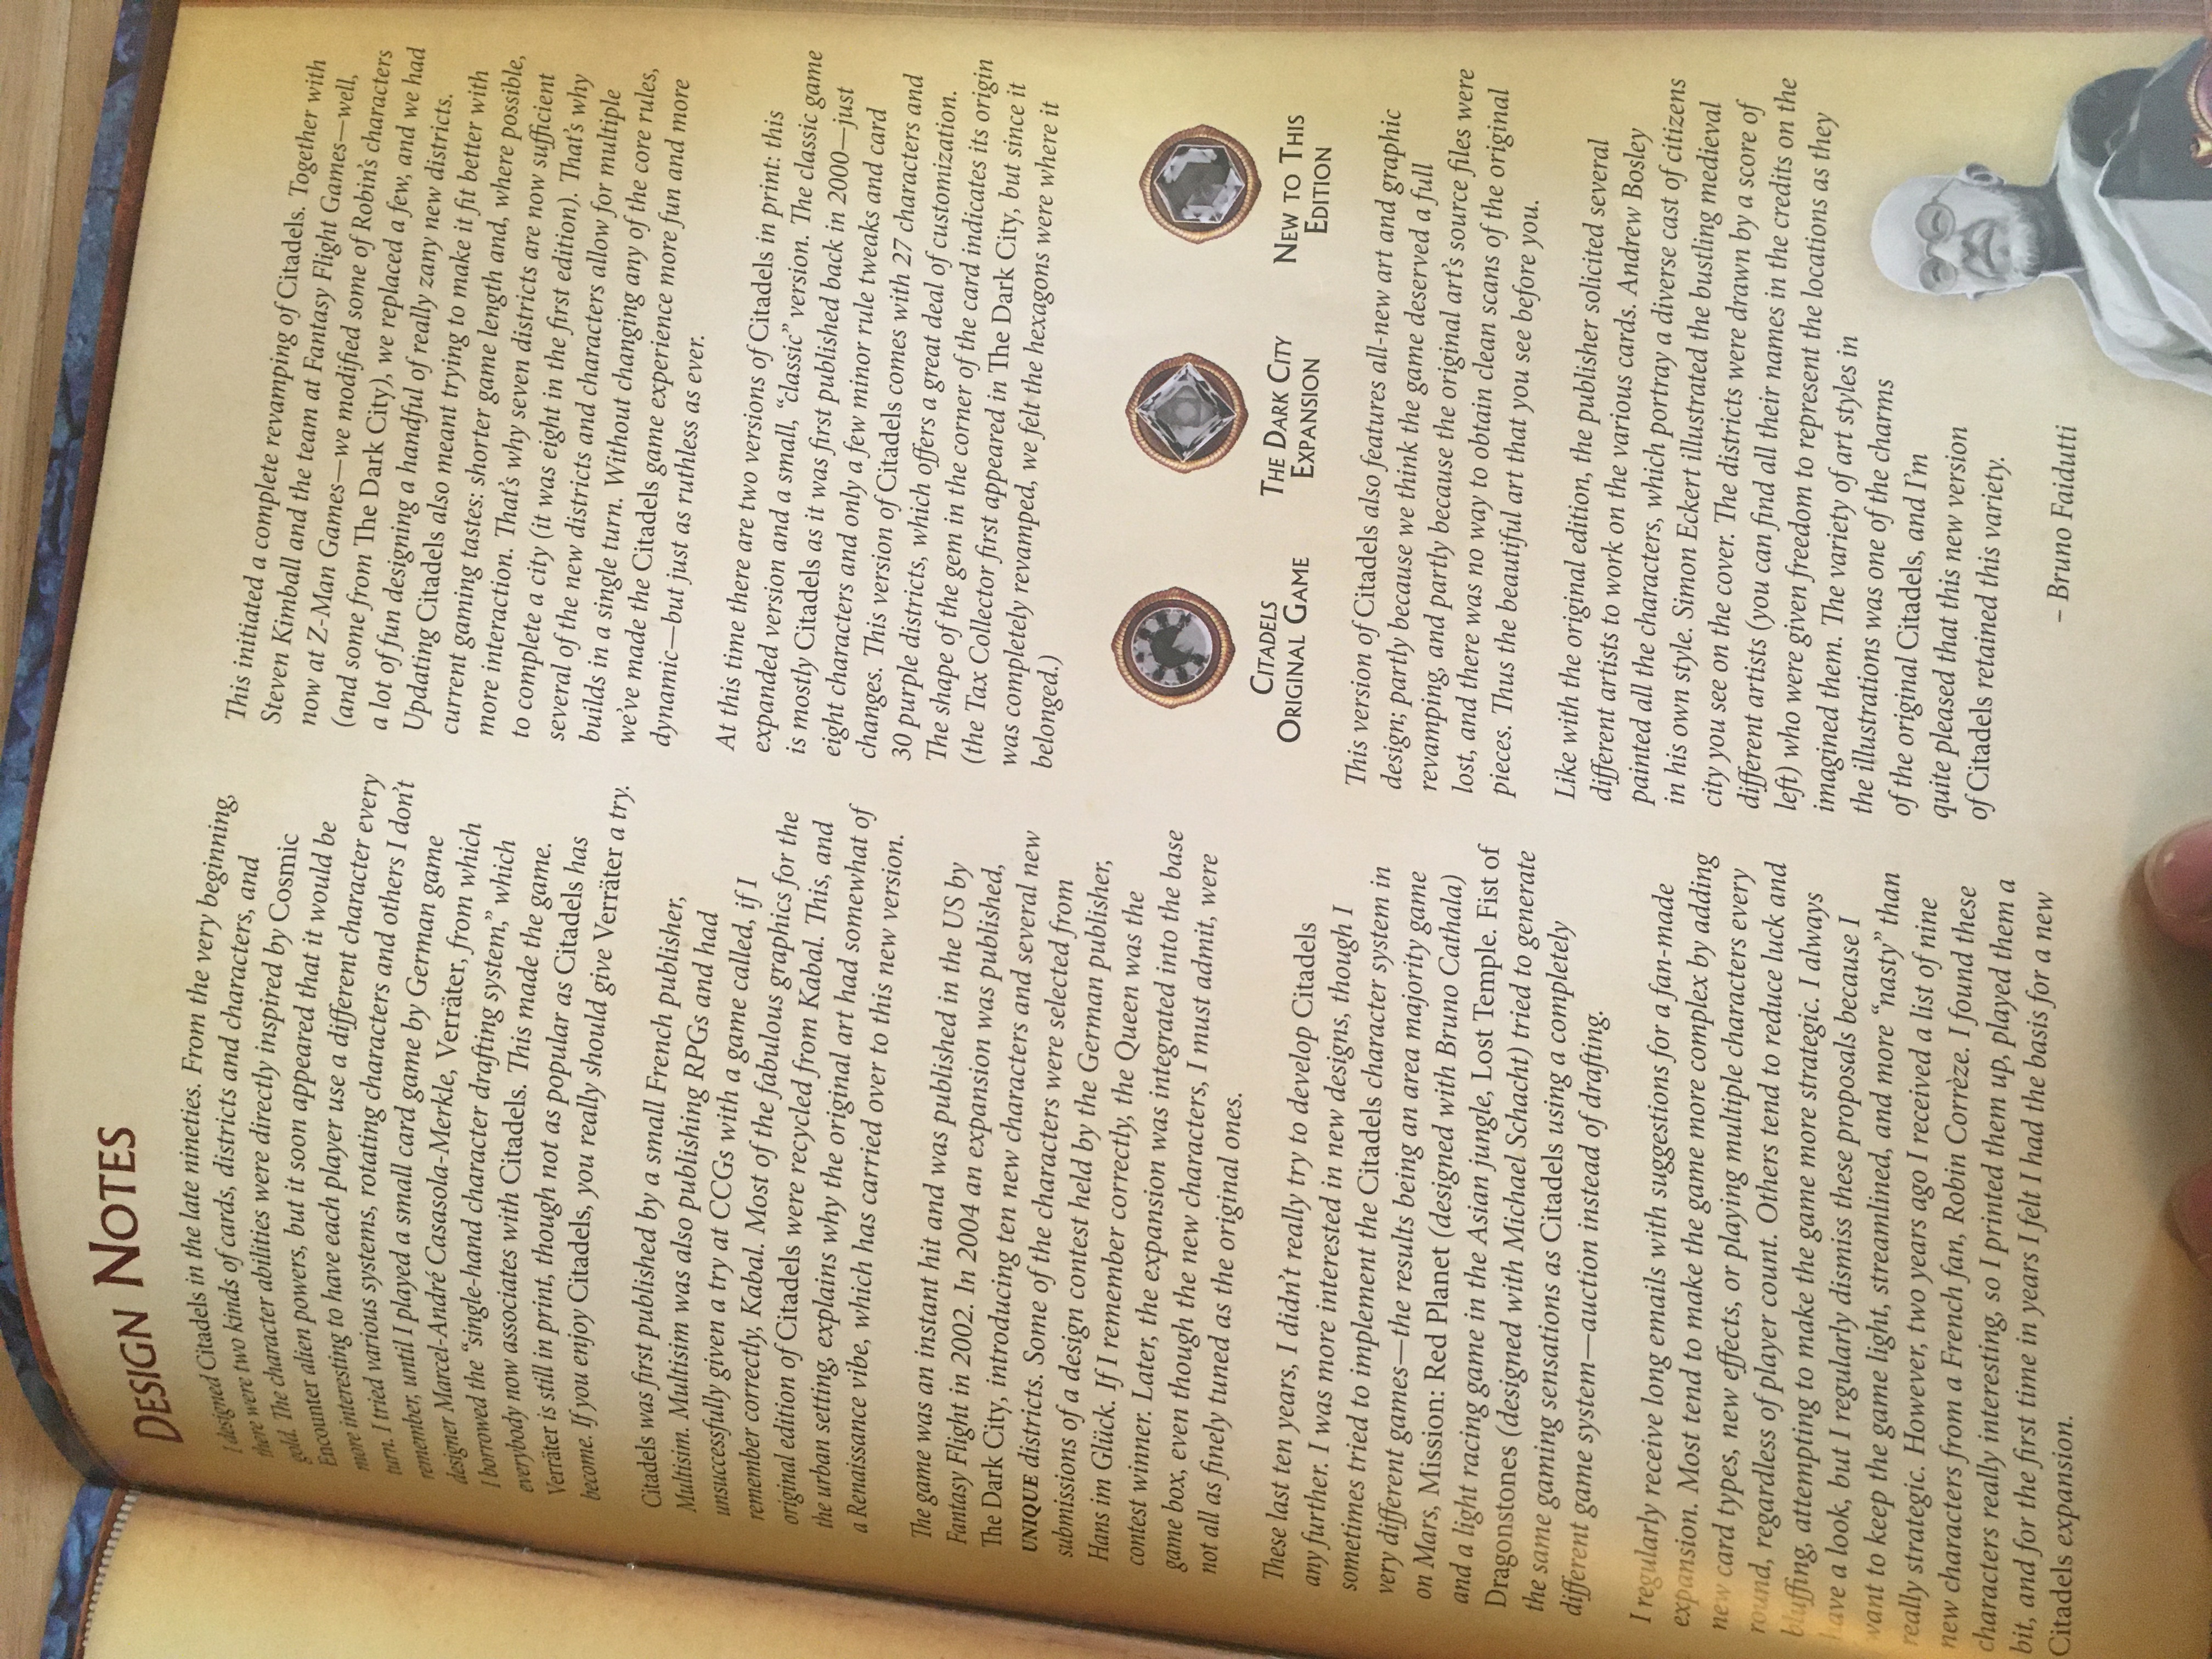 DESIGN NOTES
I designed Citadels in the late nineties. From the very beginning,
there were two kinds of cards, districts and characters, and
gold. The character abilities were directly inspired by Cosmic
Encounter alien powers, but it soon appeared that it would be
more interesting to have each player use a different character every
turn. I tried various systems, rotating characters and others I don't
remember, until I played a small card game by German game
designer Marcel-André Casasola-Merkle, Verräter, from which
I borrowed the “single-hand character drafting system,” which
everybody now associates with Citadels. This made the game.
Verräter is still in print, though not as popular as Citadels has
become. If you enjoy Citadels, you really should give Verräter a try.
Citadels was first published by a small French publisher,
Multisim. Multisim was also publishing RPGs and had
unsuccessfully given a try at CCGs with a game called, if I
remember correctly, Kabal. Most of the fabulous graphics for the
original edition of Citadels were recycled from Kabal. This, and
the urban setting, explains why the original art had somewhat of
a Renaissance vibe, which has carried over to this new version.
The game was an instant hit and was published in the US by
Fantasy Flight in 2002. In 2004 an expansion was published,
The Dark City, introducing ten new characters and several new
UNIQUE districts. Some of the characters were selected from
submissions of a design contest held by the German publisher,
Hans im Glück. If I remember correctly, the Queen was the
contest winner. Later, the expansion was integrated into the base
game box, even though the new characters, I must admit, were
not all as finely tuned as the original ones.
These last ten years, I didn't really try to develop Citadels
any further. I was more interested in new designs, though I
sometimes tried to implement the Citadels character system in
very different games—the results being an area majority game
on Mars, Mission: Red Planet (designed with Bruno Cathala)
and a light racing game in the Asian jungle, Lost Temple. Fist of
Dragonstones (designed with Michael Schacht) tried to generate
the same gaming sensations as Citadels using a completely
different game system—auction instead of drafting.
I regularly receive long emails with suggestions for a fan-made
expansion. Most tend to make the game more complex by adding
new card types, new effects, or playing multiple characters every
round, regardless of player count. Others tend to reduce luck and
bluffing, attempting to make the game more strategic. I always
have a look, but I regularly dismiss these proposals because I
want to keep the game light, streamlined, and more “nasty” than
really strategic. However, two years ago I received a list of nine
new characters from a French fan, Robin Corrèze. I found these
characters really interesting, so I printed them up, played them a
bit, and for the first time in years I felt I had the basis for a new
Citadels expansion.
This initiated a complete revamping of Citadels. Together with
Steven Kimball and the team at Fantasy Flight Games—well,
now at Z-Man Games—we modified some of Robin's characters
(and some from The Dark City), we replaced a few, and we had
a lot of fun designing a handful of really zany new districts.
Updating Citadels also meant trying to make it fit better with
current gaming tastes: shorter game length and, where possible,
more interaction. That's why seven districts are now sufficient
to complete a city (it was eight in the first edition). That's why
several of the new districts and characters allow for multiple
builds in a single turn. Without changing any of the core rules,
we've made the Citadels game experience more fun and more
dynamic—but just as ruthless as ever.
At this time there are two versions of Citadels in print: this
expanded version and a small, “classic” version. The classic game
is mostly Citadels as it was first published back in 2000—just
eight characters and only a few minor rule tweaks and card
changes. This version of Citadels comes with 27 characters and
30 purple districts, which offers a great deal of customization.
The shape of the gem in the corner of the card indicates its origin
(the Tax Collector first appeared in The Dark City, but since it
was completely revamped, we felt the hexagons were where it
belonged.)
CITADELS
ORIGINAL GAME
THE DARK CITY
EXPANSION
NEW TO THIS
EDITION
This version of Citadels also features all-new art and graphic
design; partly because we think the game deserved a full
revamping, and partly because the original art's source files were
lost, and there was no way to obtain clean scans of the original
pieces. Thus the beautiful art that you see before you.
Like with the original edition, the publisher solicited several
different artists to work on the various cards. Andrew Bosley
painted all the characters, which portray a diverse cast of citizens
in his own style. Simon Eckert illustrated the bustling medieval
city you see on the cover. The districts were drawn by a score of
different artists (you can find all their names in the credits on the
left) who were given freedom to represent the locations as they
imagined them. The variety of art styles in
the illustrations was one of the charms
of the original Citadels, and I'm
quite pleased that this new version
of Citadels retained this variety.
– Bruno Faidutti